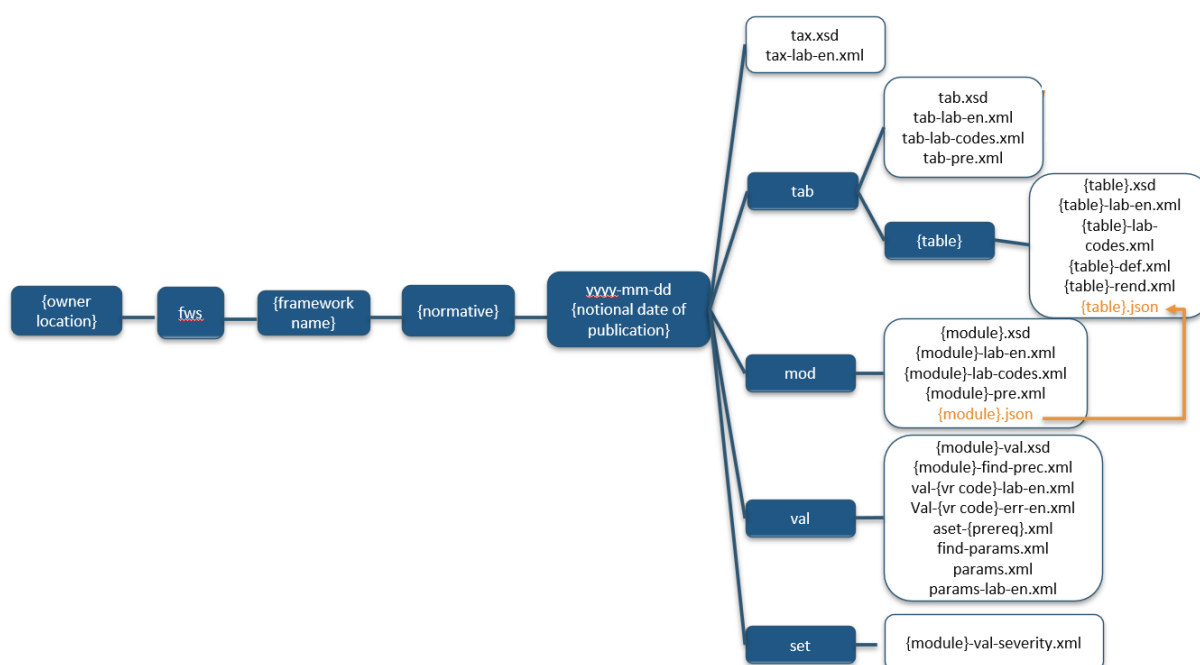 tax.xsd
tax-lab-en.xml
tab.xsd
tab-lab-en.xml
tab-lab-codes.xml
tab-pre.xml
tab
{table}
{table}.xsd
{table}-lab-en.xml
{table}-lab-
codes.xml
{table}-def.xml
{table}-rend.xml
{table}.json
{owner
location}
fws
{framework
name}
{normative}
yyyy-mm-dd
{notional date of
publication}
mod
{module}.xsd
{module}-lab-en.xml
{module}-lab-codes.xml
{module}-pre.xml
{module}.json
val
{module}-val.xsd
{module}-find-prec.xml
val-{vr code}-lab-en.xml
Val-{vr code}-err-en.xml
aset-{prereq}.xml
find-params.xml
params.xml
params-lab-en.xml
set
{module}-val-severity.xml